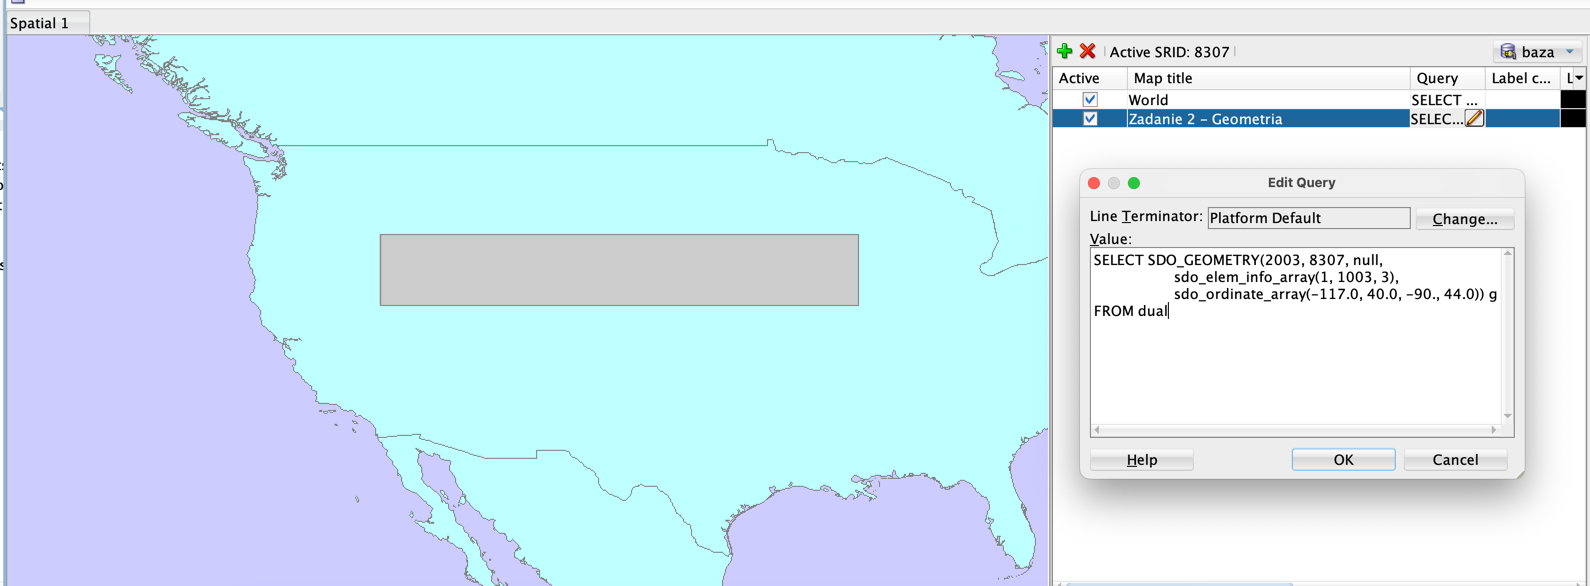 Spatial 1
Active SRID: 8307
baza
Active
Map title
Query
Label c...
World
SELECT ...
Zadanie 2 - Geometria
SELEC...
Edit Query
Line Terminator:
Platform Default
Change...
Value:
SELECT SDO_GEOMETRY(2003, 8307, null,
sdo_elem_info_array(1, 1003, 3),
sdo_ordinate_array(-117.0, 40.0, -90., 44.0)) g
FROM dual
Help
OK
Cancel